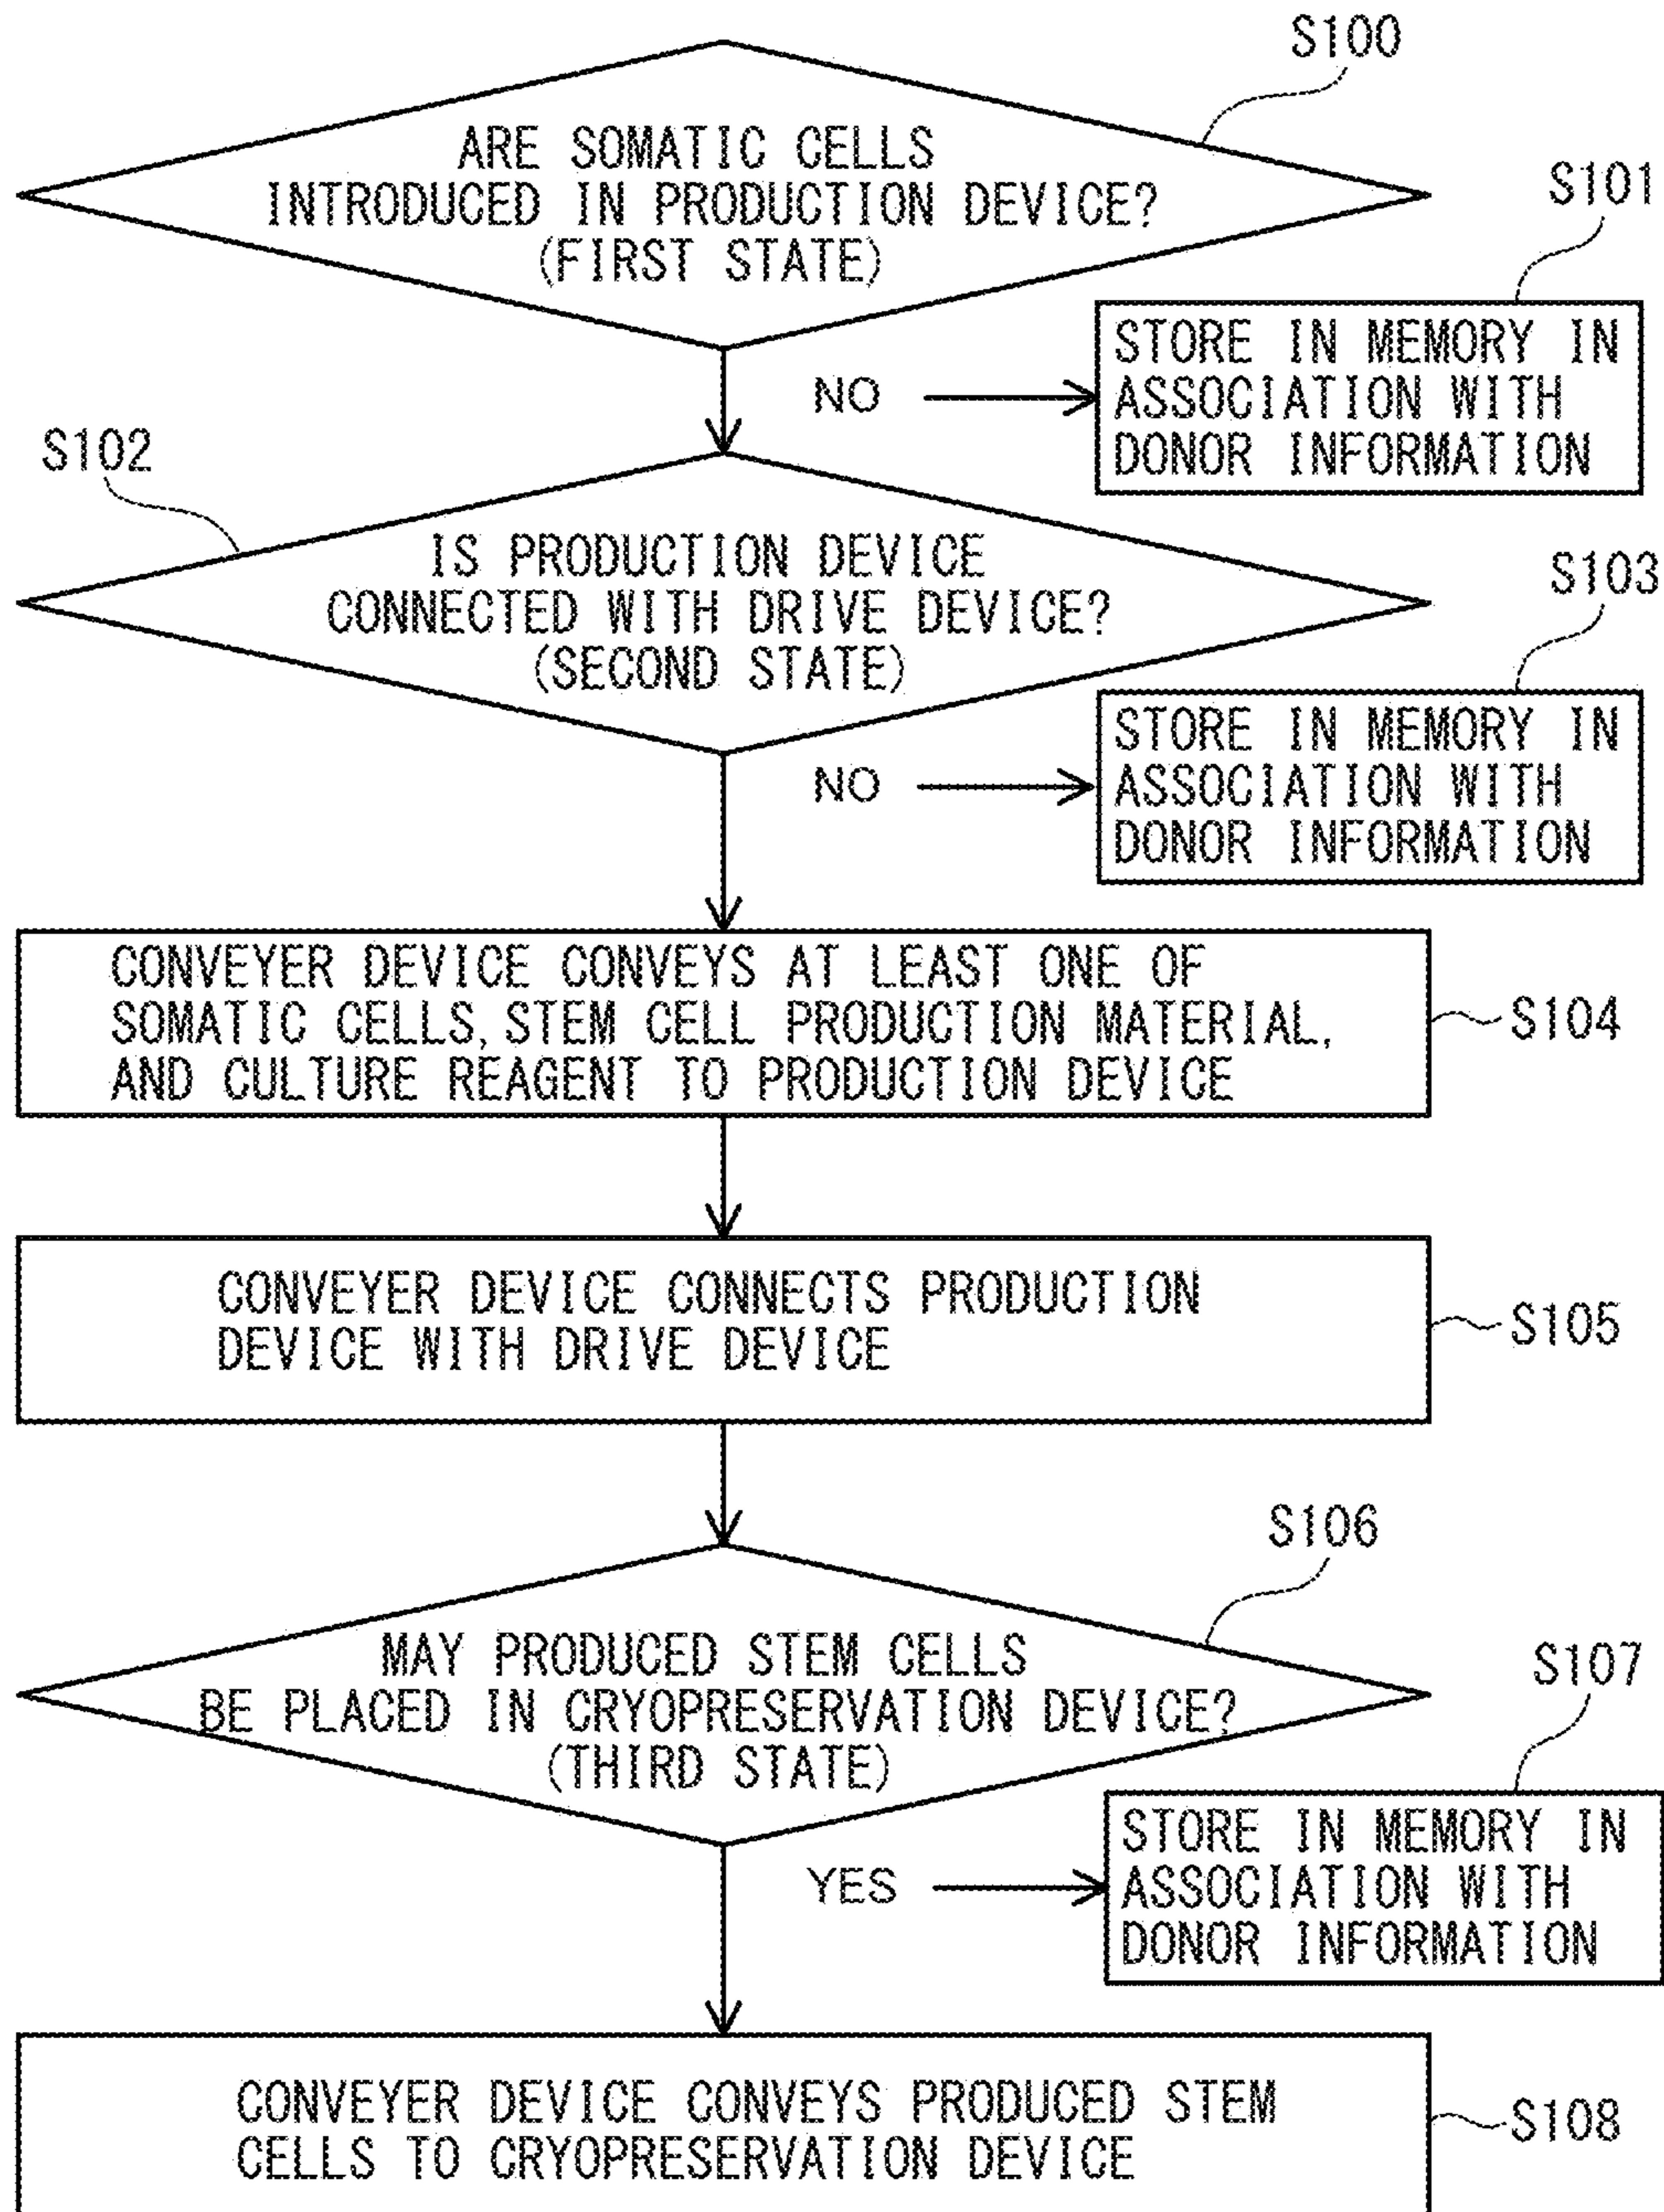 S100
ARE SOMATIC CELLS
INTRODUCED IN PRODUCTION DEVICE?
(FIRST STATE)
S101
NO
STORE IN MEMORY IN
ASSOCIATION WITH
DONOR INFORMATION
S102
IS PRODUCTION DEVICE
CONNECTED WITH DRIVE DEVICE?
(SECOND STATE)
S103
NO
STORE IN MEMORY IN
ASSOCIATION WITH
DONOR INFORMATION
CONVEYER DEVICE CONVEYS AT LEAST ONE OF
SOMATIC CELLS, STEM CELL PRODUCTION MATERIAL,
AND CULTURE REAGENT TO PRODUCTION DEVICE
S104
CONVEYER DEVICE CONNECTS PRODUCTION
DEVICE WITH DRIVE DEVICE
S105
S106
MAY PRODUCED STEM CELLS
BE PLACED IN CRYOPRESERVATION DEVICE?
(THIRD STATE)
S107
YES
STORE IN MEMORY IN
ASSOCIATION WITH
DONOR INFORMATION
CONVEYER DEVICE CONVEYS PRODUCED STEM
CELLS TO CRYOPRESERVATION DEVICE
S108